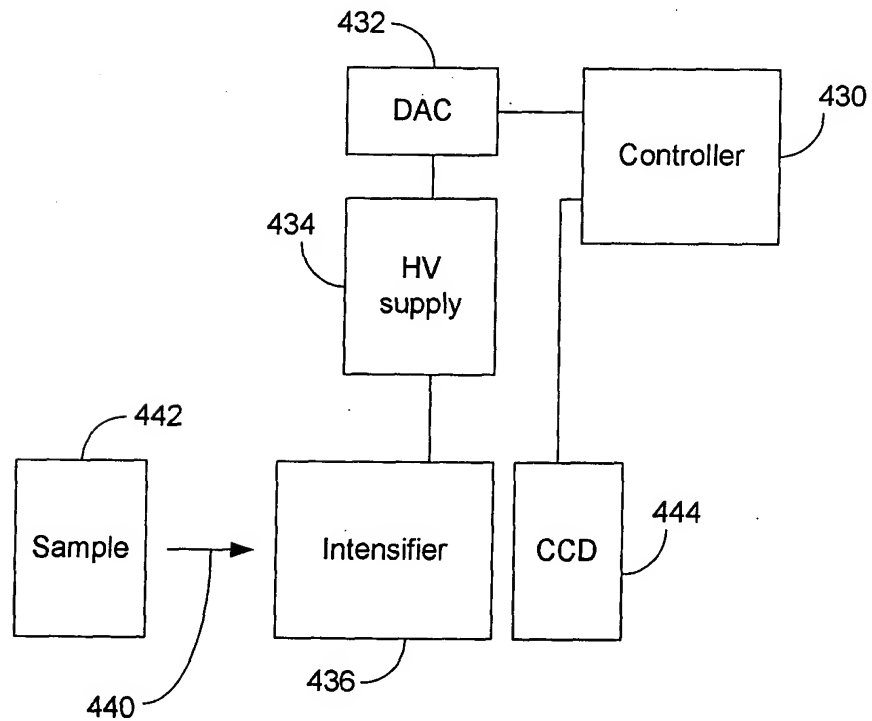 432
DAC
430
Controller
434
HV
supply
442
Sample
Intensifier
CCD
444
440
436